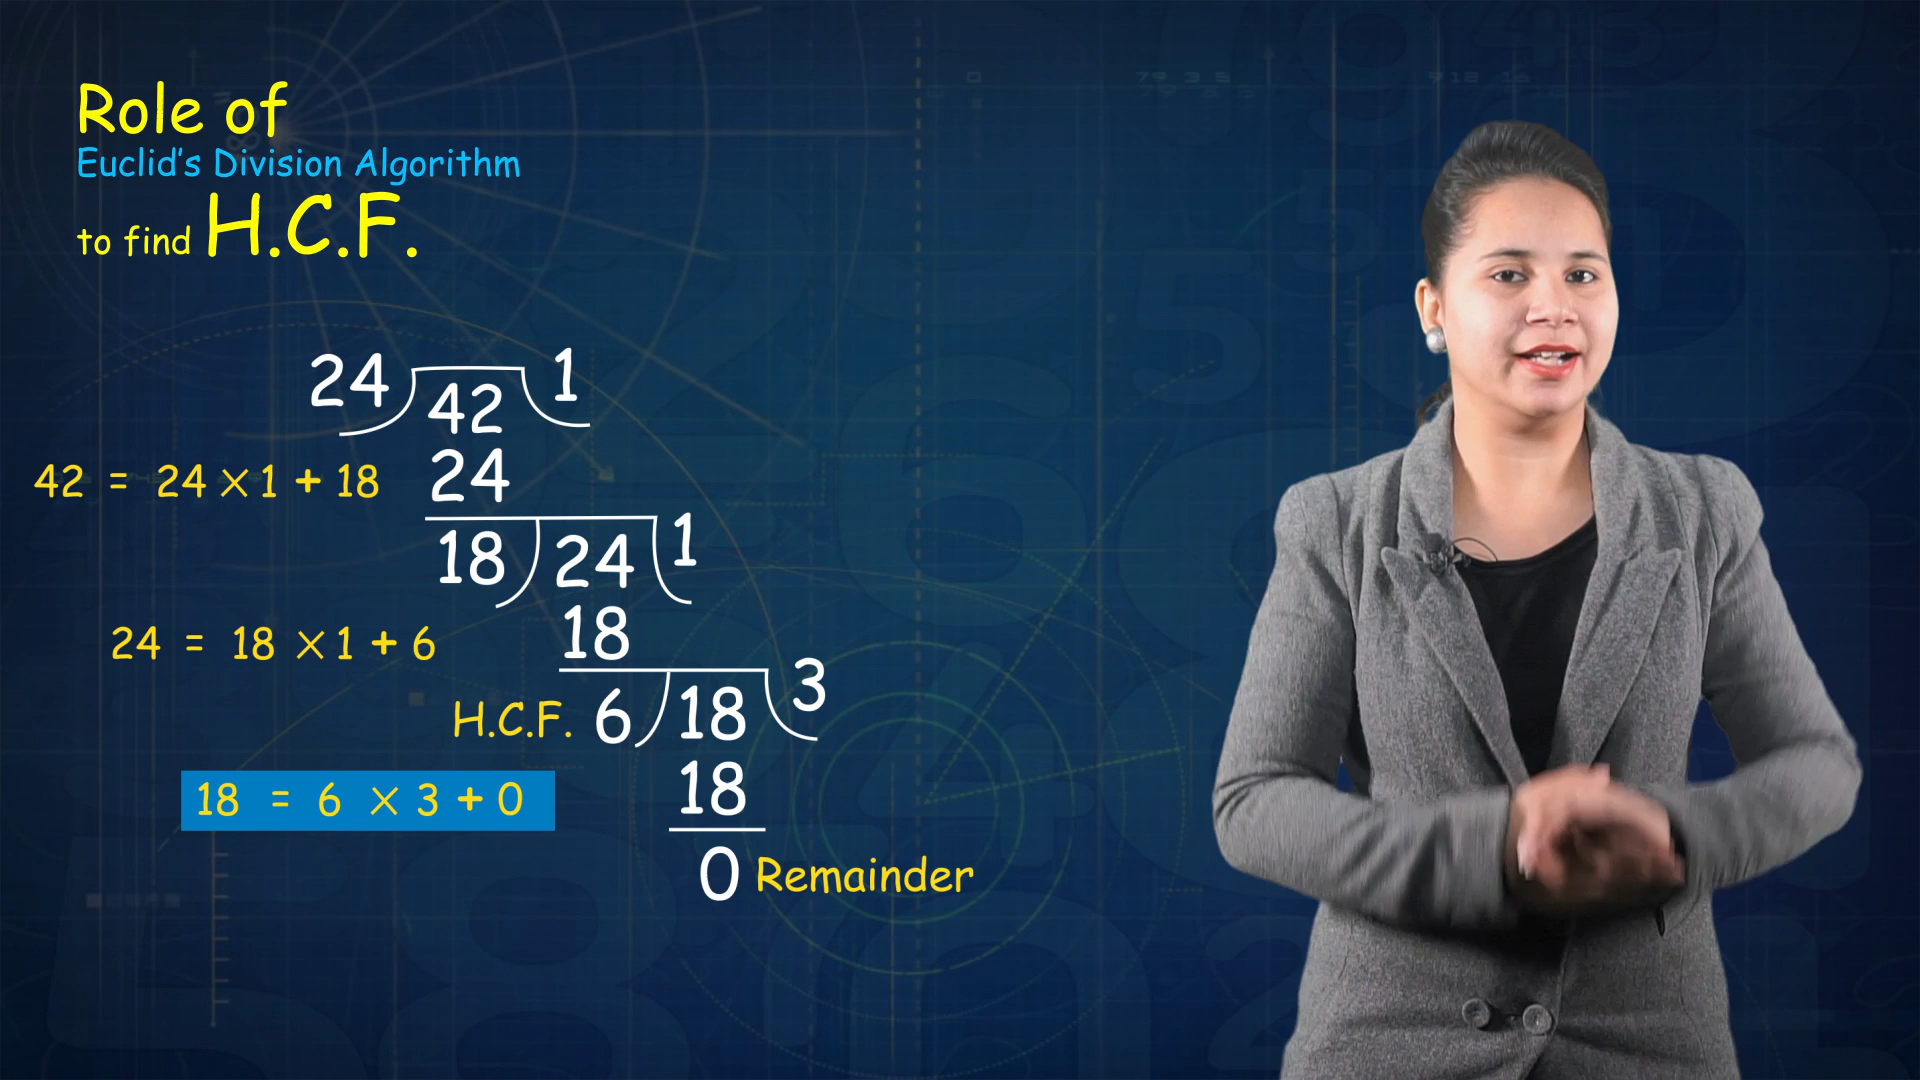 Role of
Euclid's Division Algorithm
to find H.C.F.
24 42 1
42 = 24 × 1 + 18
24
18 24 1
24 = 18 × 1 + 6
18
H.C.F. 6 18 3
18 = 6 × 3 + 0
18
0 Remainder